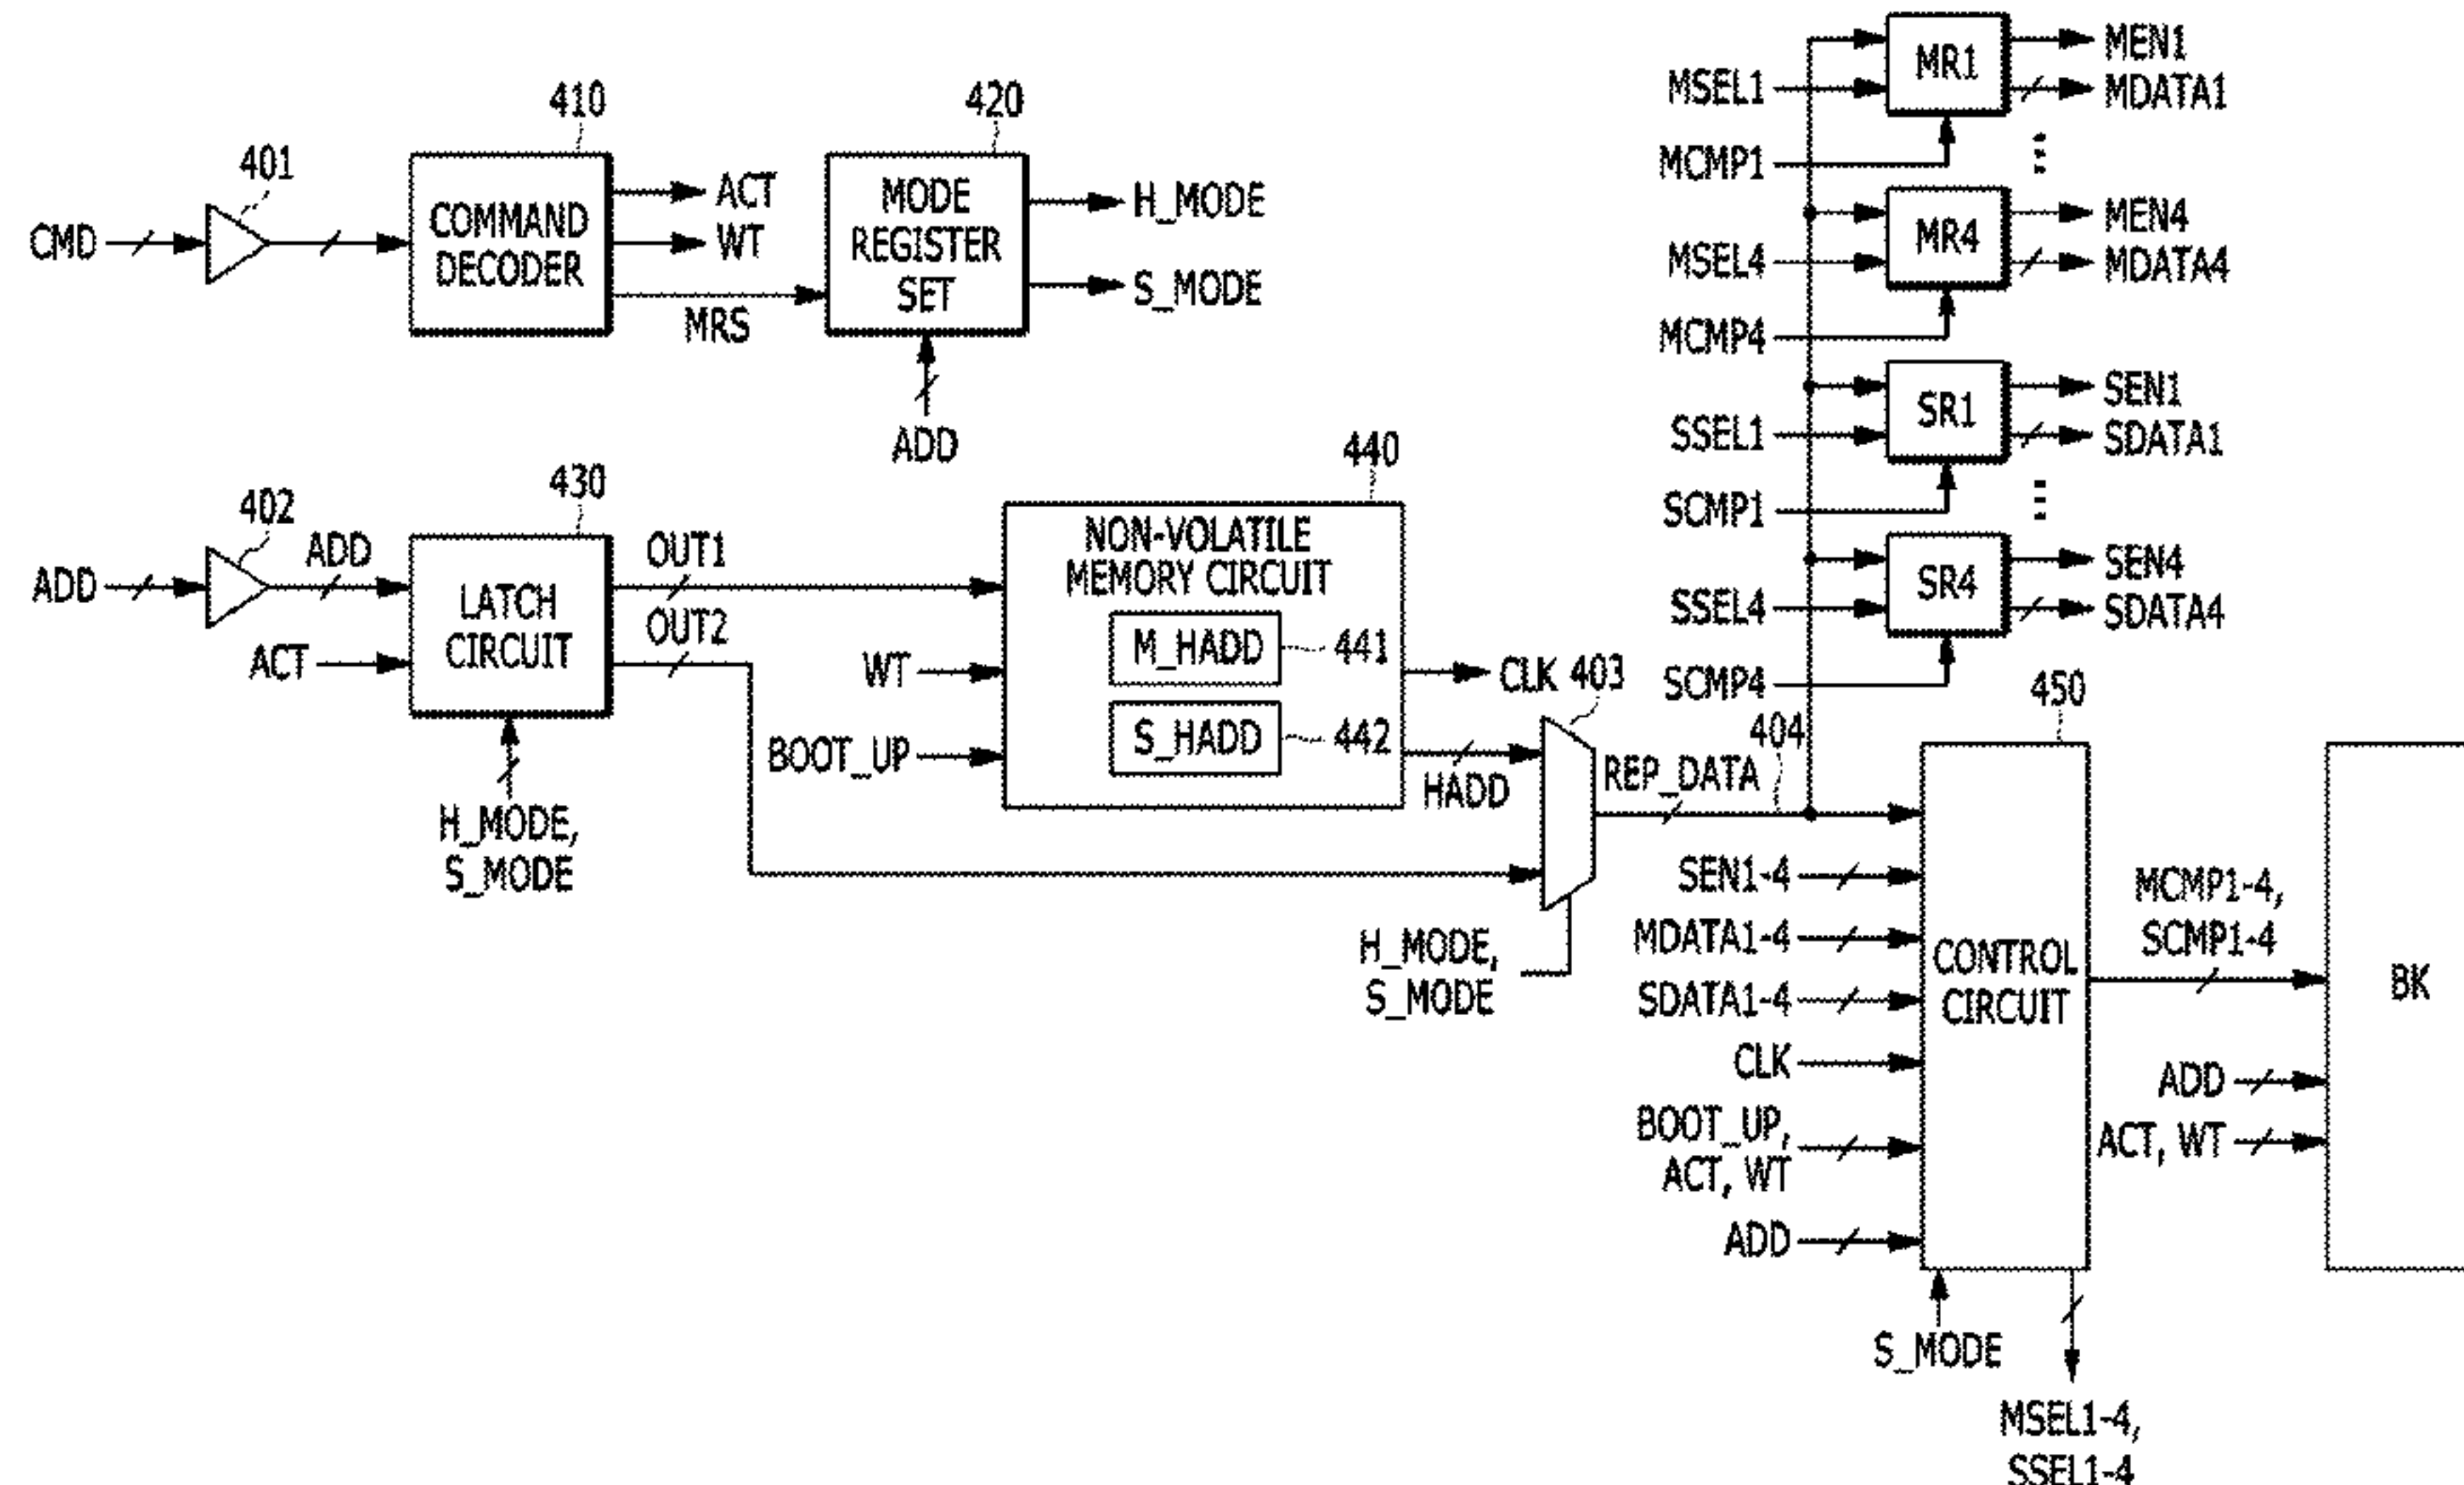 410
420
401
CMD
COMMAND
DECODER
ACT
WT
MRS
MODE
REGISTER
SET
H_MODE
S_MODE
ADD
MSEL1
MCMP1
MR1
MEN1
MDATA1
MSEL4
MCMP4
MR4
MEN4
MDATA4
SSEL1
SCMP1
SR1
SEN1
SDATA1
SSEL4
SCMP4
SR4
SEN4
SDATA4
402
430
ADD
ADD
ACT
LATCH
CIRCUIT
H_MODE,
S_MODE
OUT1
OUT2
440
NON-VOLATILE
MEMORY CIRCUIT
M_HADD
441
S_HADD
442
WT
BOOT_UP
CLK
HADD
403
H_MODE,
S_MODE
REP_DATA
404
450
SEN1-4
MDATA1-4
SDATA1-4
CLK
BOOT_UP,
ACT, WT
ADD
CONTROL
CIRCUIT
S_MODE
MSEL1-4,
SSEL1-4
MCMP1-4,
SCMP1-4
ADD
ACT, WT
BK